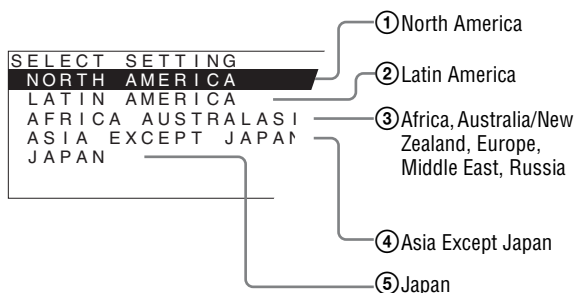 SELECT SETTING
NORTH AMERICA
LATIN AMERICA
AFRICA AUSTRALASI
ASIA EXCEPT JAPAN
JAPAN
①North America
②Latin America
③Africa, Australia/New
Zealand, Europe,
Middle East, Russia
④Asia Except Japan
⑤Japan